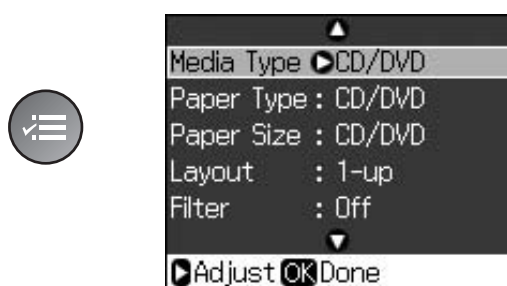 Media Type CD/DVD
Paper Type : CD/DVD
Paper Size : CD/DVD
Layout : 1-up
Filter : Off
Adjust OK Done